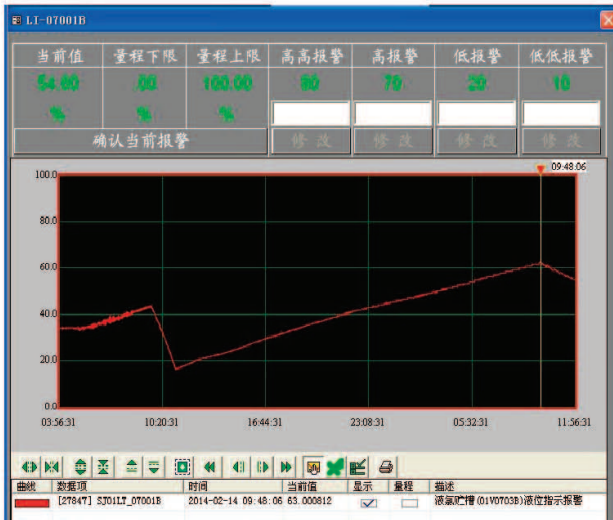 LI-07001B
当前值 量程下限 量程上限 高高报警 高报警 低报警 低低报警
54.80 .00 100.00 80 70 20 10
% % %
确认当前报警 修改 修改 修改 修改
09:48:06
100.0
80.0
60.0
40.0
20.0
0.0
03:56:31 10:20:31 16:44:31 23:08:31 05:32:31 11:56:31
曲线 数据项 时间 当前值 显示 量程 描述
[27847] SJ01LT_07001B 2014-02-14 09:48:06 63.000812 液氯贮槽(01V0703B)液位指示报警